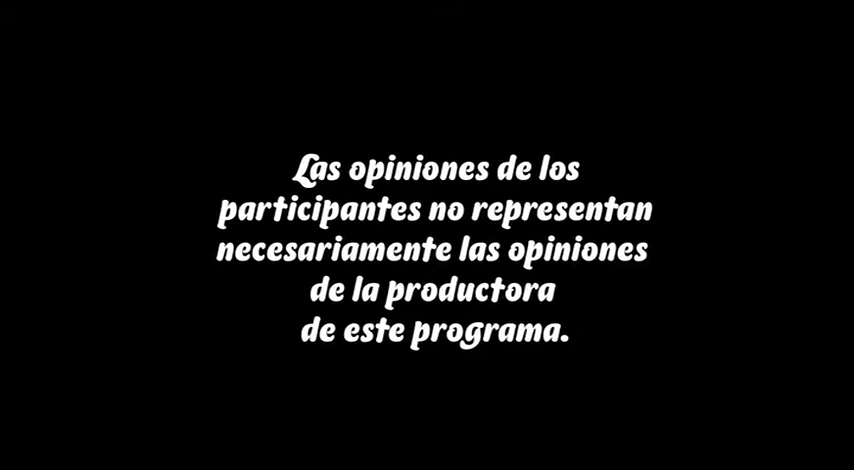 Las opiniones de los
participantes no representan
necesariamente las opiniones
de la productora
de este programa.